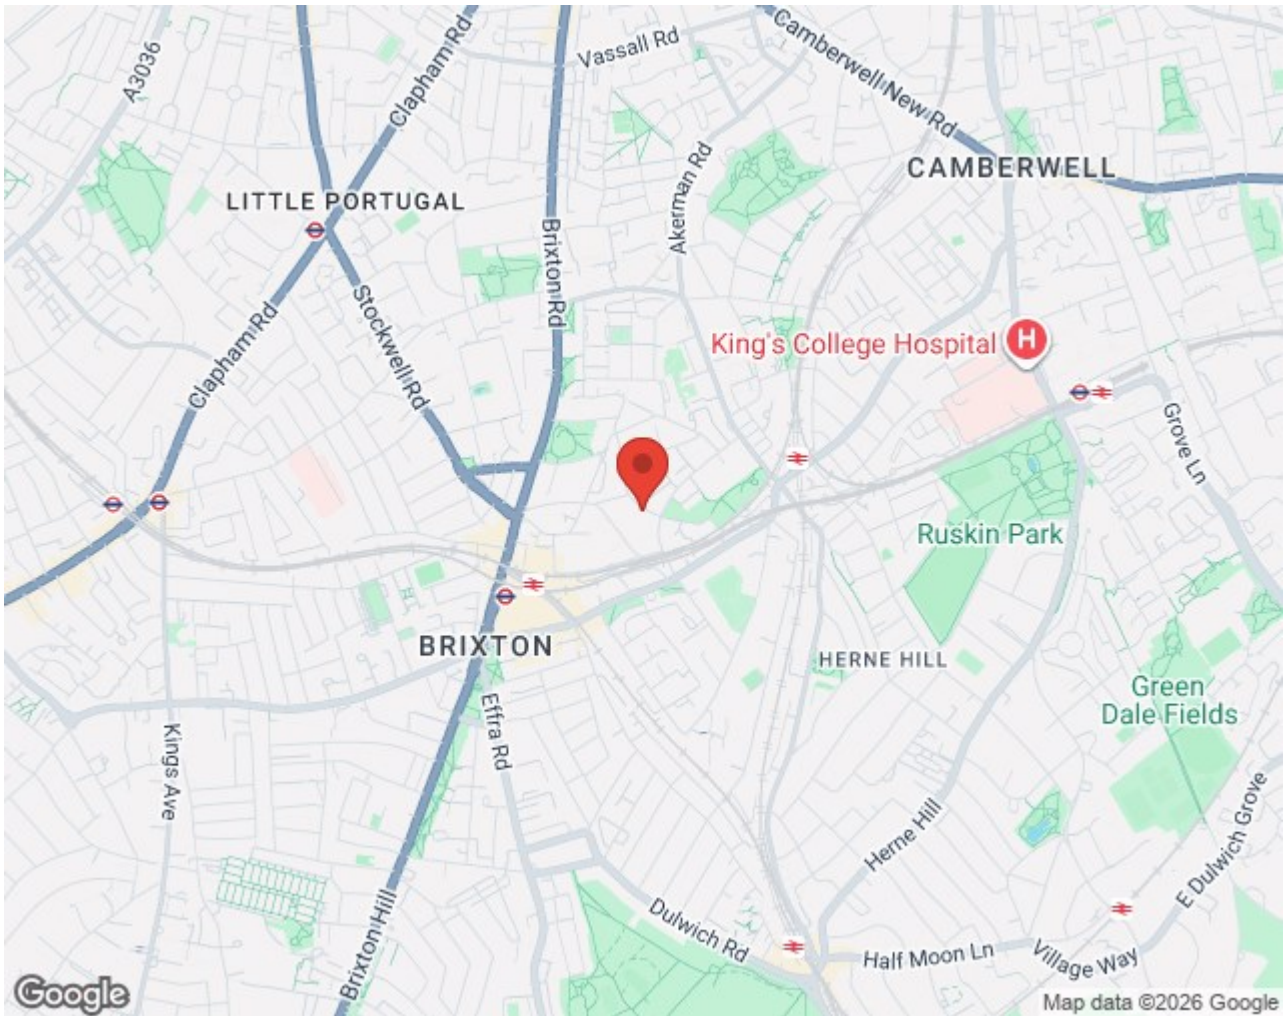 A3036
Clapham Rd
Vassall Rd
Camberwell New Rd
CAMBERWELL
LITTLE PORTUGAL
Akerman Rd
Brixton Rd
Stockwell Rd
Clapham Rd
King's College Hospital
H
Grove Ln
Ruskin Park
BRIXTON
HERNE HILL
Green
Dale Fields
Effra Rd
Kings Ave
Herne Hill
E Dulwich Grove
Brixton Hill
Dulwich Rd
Half Moon Ln
Village Way
Google
Map data ©2026 Google